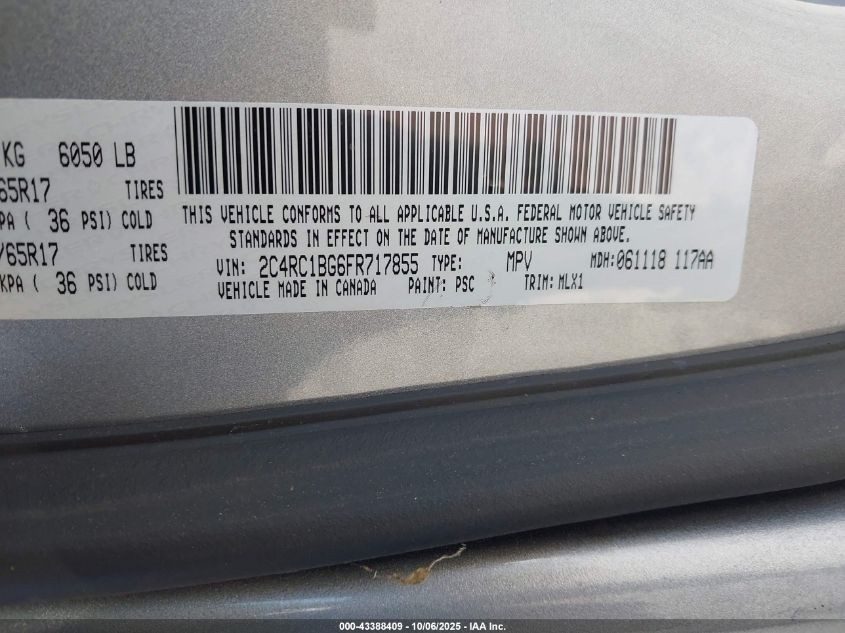 KG 6050 LB
65R17 TIRES
PA ( 36 PSI) COLD
/65R17 TIRES
KPA ( 36 PSI) COLD
THIS VEHICLE CONFORMS TO ALL APPLICABLE U.S.A. FEDERAL MOTOR VEHICLE SAFETY
STANDARDS IN EFFECT ON THE DATE OF MANUFACTURE SHOWN ABOVE.
VIN: 2C4RC1BG6FR717855 TYPE: MPV MDH: 061118 117AA
VEHICLE MADE IN CANADA PAINT: PSC TRIM: MLX1
000-43388409 - 10/06/2025 - IAA Inc.